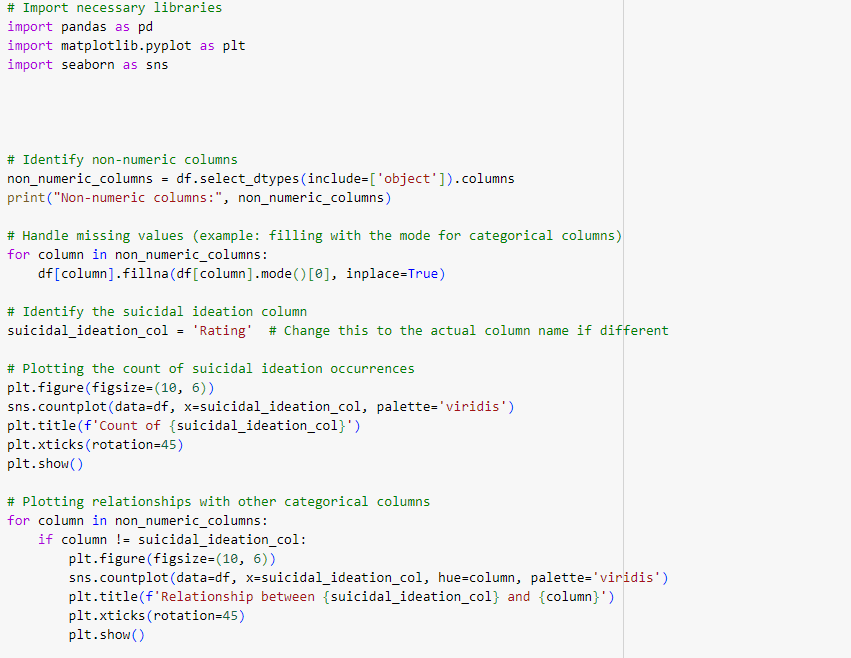 # Import necessary libraries
import pandas as pd
import matplotlib.pyplot as plt
import seaborn as sns
# Identify non-numeric columns
non_numeric_columns = df.select_dtypes(include=['object']).columns
print("Non-numeric columns:", non_numeric_columns)
# Handle missing values (example: filling with the mode for categorical columns)
for column in non_numeric_columns:
    df[column].fillna(df[column].mode()[0], inplace=True)
# Identify the suicidal ideation column
suicidal_ideation_col = 'Rating'  # Change this to the actual column name if different
# Plotting the count of suicidal ideation occurrences
plt.figure(figsize=(10, 6))
sns.countplot(data=df, x=suicidal_ideation_col, palette='viridis')
plt.title(f'Count of {suicidal_ideation_col}')
plt.xticks(rotation=45)
plt.show()
# Plotting relationships with other categorical columns
for column in non_numeric_columns:
    if column != suicidal_ideation_col:
        plt.figure(figsize=(10, 6))
        sns.countplot(data=df, x=suicidal_ideation_col, hue=column, palette='viridis')
        plt.title(f'Relationship between {suicidal_ideation_col} and {column}')
        plt.xticks(rotation=45)
        plt.show()